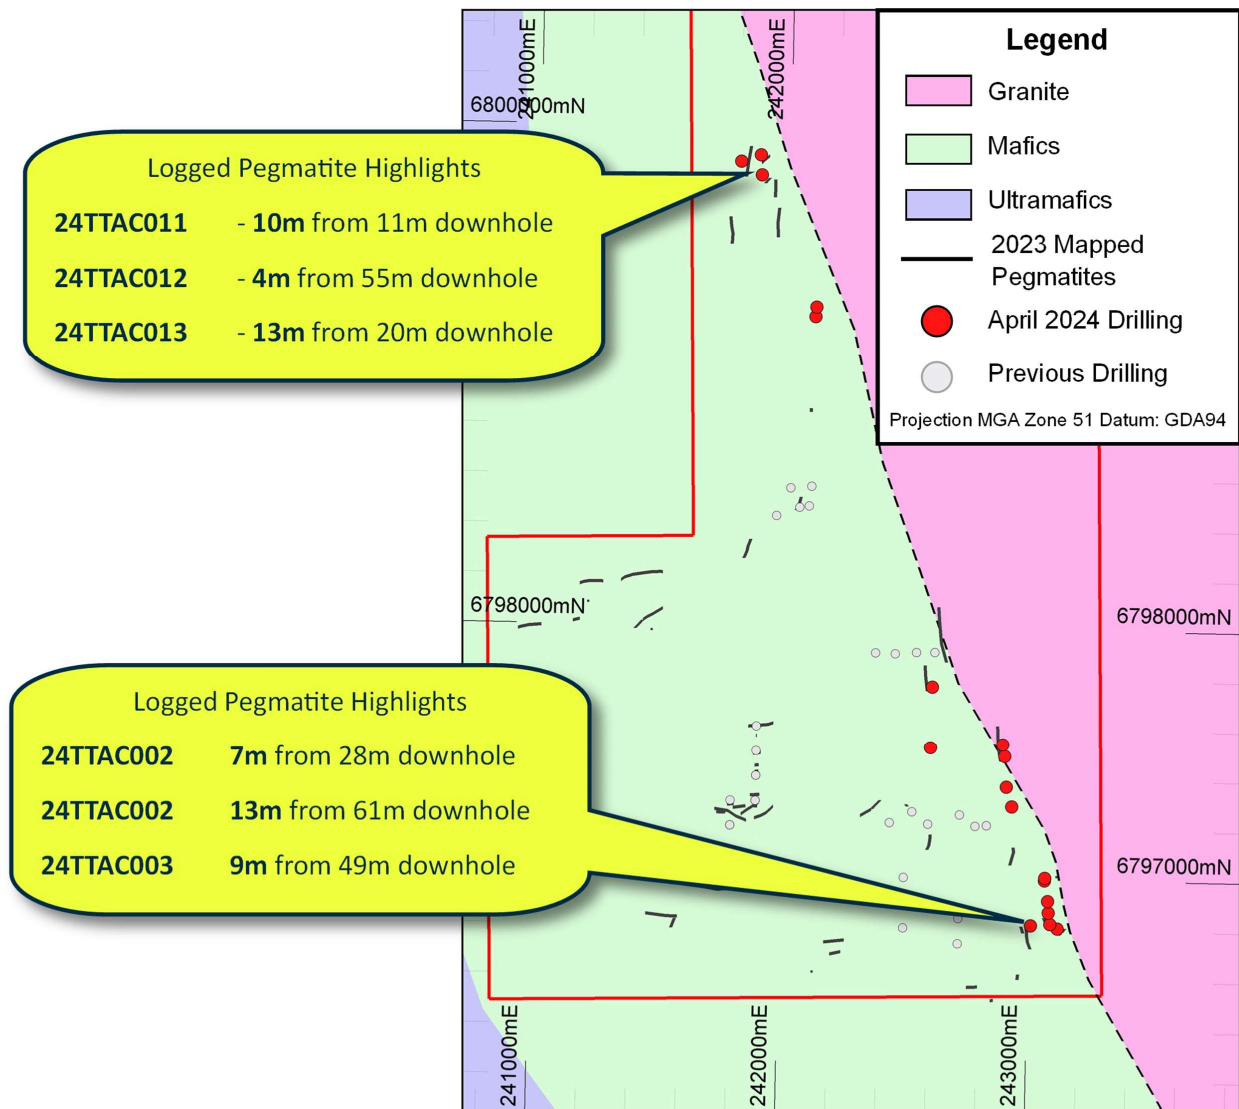 241000mE
242000mE
6800000mN
Legend
Granite
Mafics
Ultramafics
2023 Mapped
Pegmatites
April 2024 Drilling
Previous Drilling
Projection MGA Zone 51 Datum: GDA94
Logged Pegmatite Highlights
24TTAC011 - 10m from 11m downhole
24TTAC012 - 4m from 55m downhole
24TTAC013 - 13m from 20m downhole
6798000mN
6798000mN
Logged Pegmatite Highlights
24TTAC002 7m from 28m downhole
24TTAC002 13m from 61m downhole
24TTAC003 9m from 49m downhole
6797000mN
241000mE
242000mE
243000mE